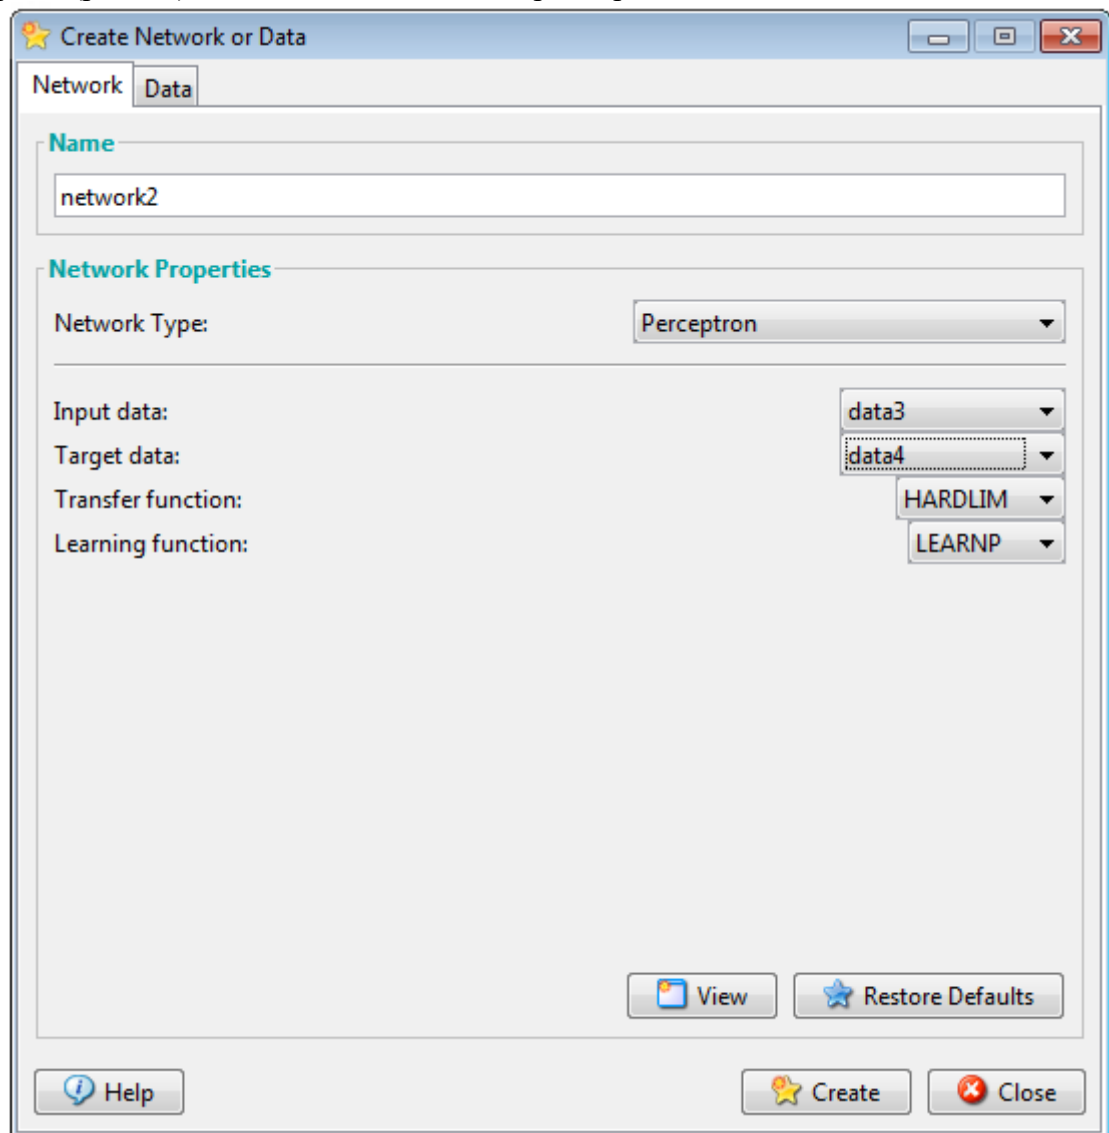 Create Network or Data
Network Data
Name
network2
Network Properties
Network Type: Perceptron
Input data: data3
Target data: data4
Transfer function: HARDLIM
Learning function: LEARNP
View Restore Defaults
Help Create Close